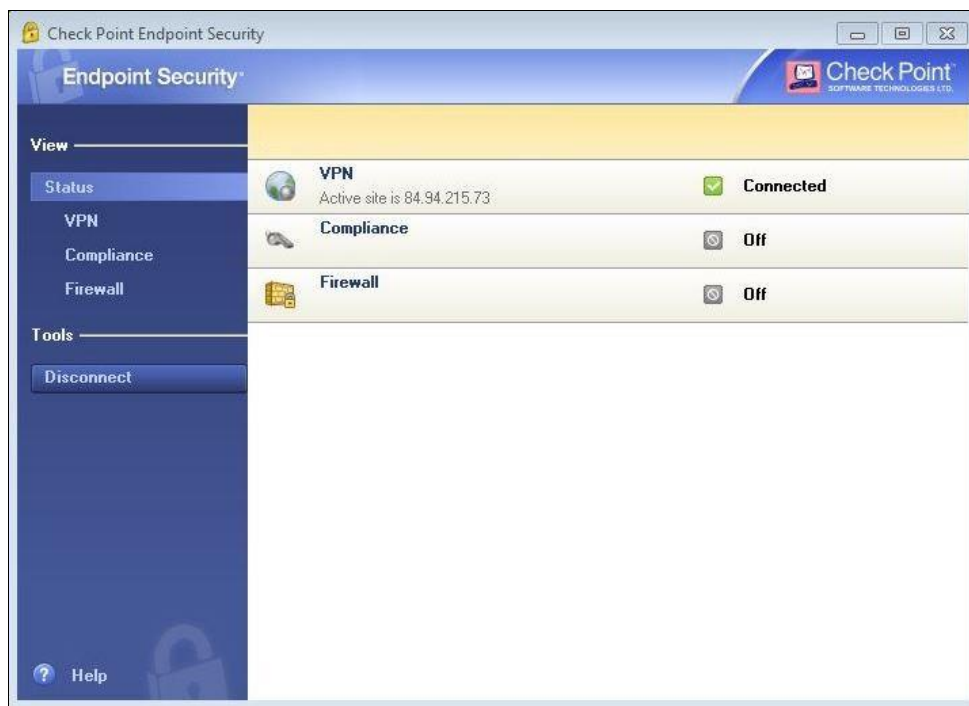 Check Point Endpoint Security
Endpoint Security
Check Point
SOFTWARE TECHNOLOGIES LTD.
View
Status
VPN
Compliance
Firewall
Tools
Disconnect
Help
VPN
Active site is 84.94.215.73
Connected
Compliance
Off
Firewall
Off